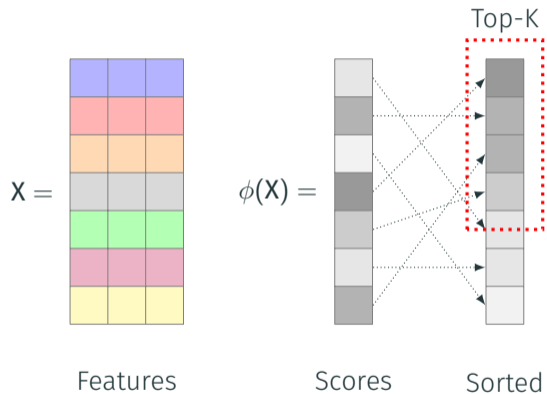 Top-K
X =
ϕ(X) =
Features
Scores
Sorted